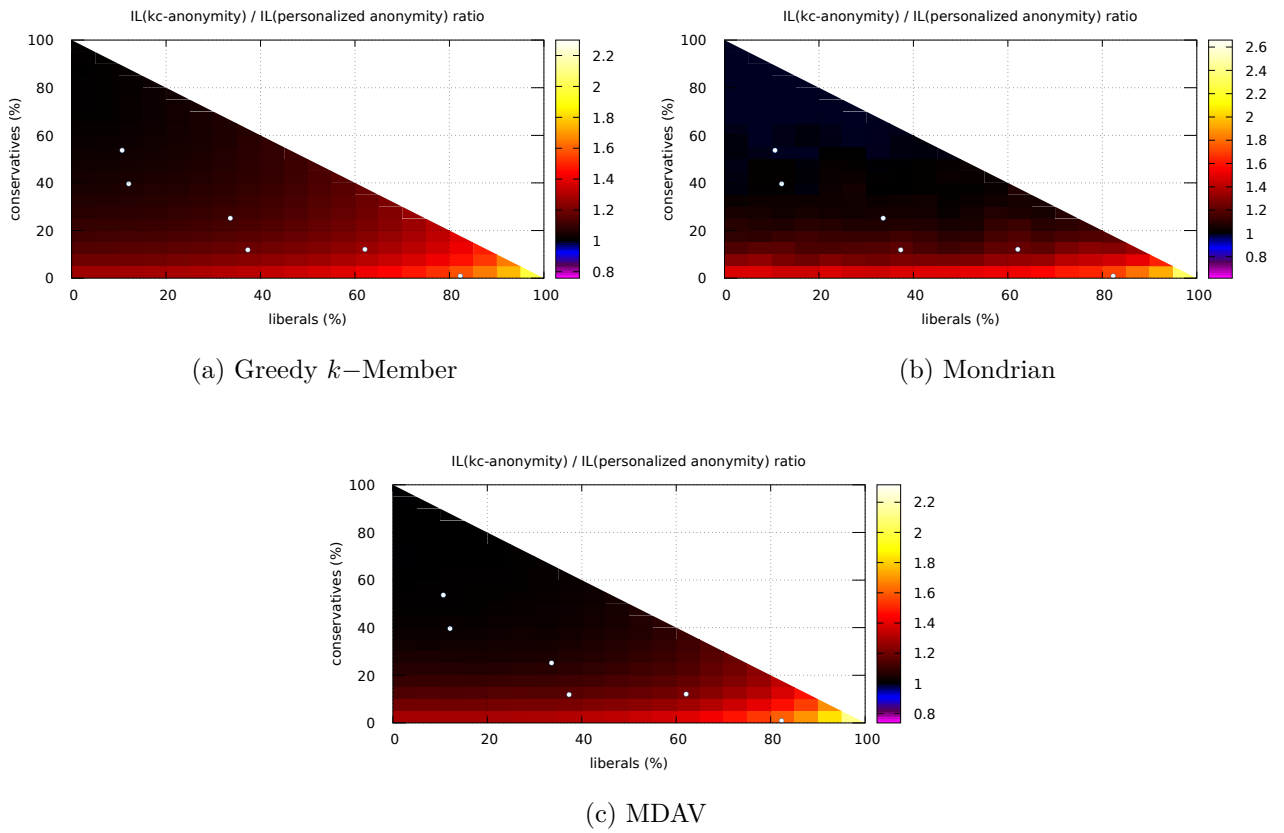 IL(kc-anonymity) / IL(personalized anonymity) ratio
100
80
60
40
20
0
conservatives (%)
0 20 40 60 80 100
liberals (%)
2.2
2
1.8
1.6
1.4
1.2
1
0.8
(a) Greedy k−Member
IL(kc-anonymity) / IL(personalized anonymity) ratio
100
80
60
40
20
0
conservatives (%)
0 20 40 60 80 100
liberals (%)
2.6
2.4
2.2
2
1.8
1.6
1.4
1.2
1
0.8
(b) Mondrian
IL(kc-anonymity) / IL(personalized anonymity) ratio
100
80
60
40
20
0
conservatives (%)
0 20 40 60 80 100
liberals (%)
2.2
2
1.8
1.6
1.4
1.2
1
0.8
(c) MDAV